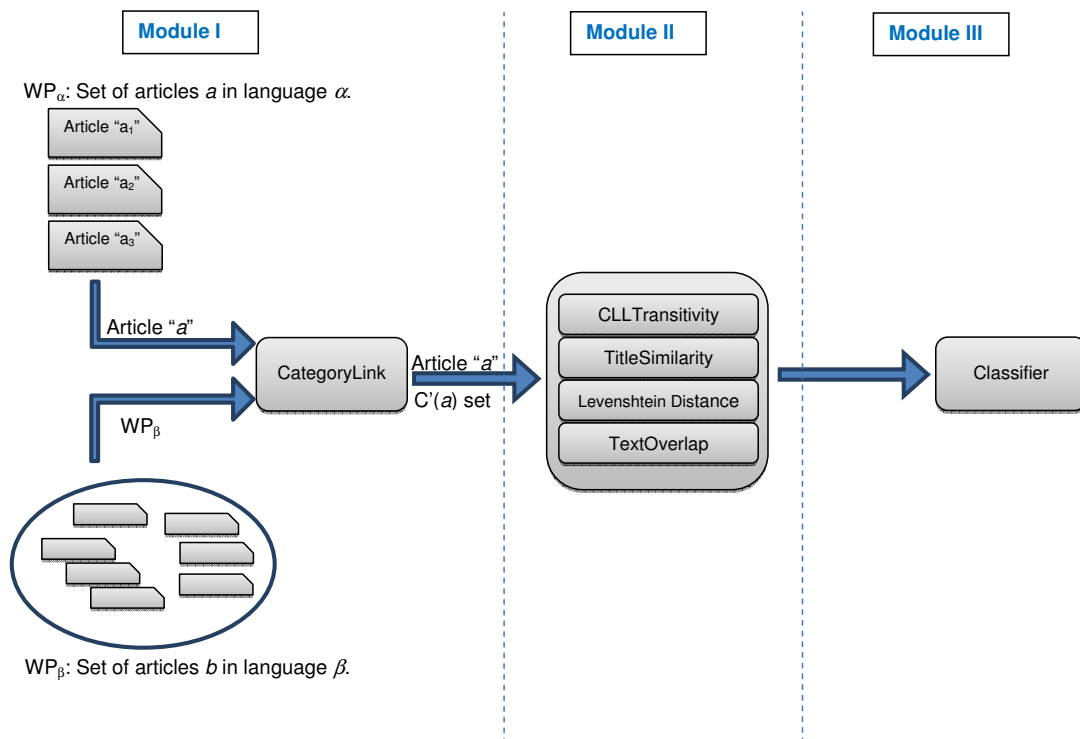 Module I
Module II
Module III
WPα: Set of articles a in language α.
Article “a1”
Article “a2”
Article “a3”
Article “a”
CategoryLink
Article “a”
C’(a) set
WPβ
CLLTransitivity
TitleSimilarity
Levenshtein Distance
TextOverlap
Classifier
WPβ: Set of articles b in language β.